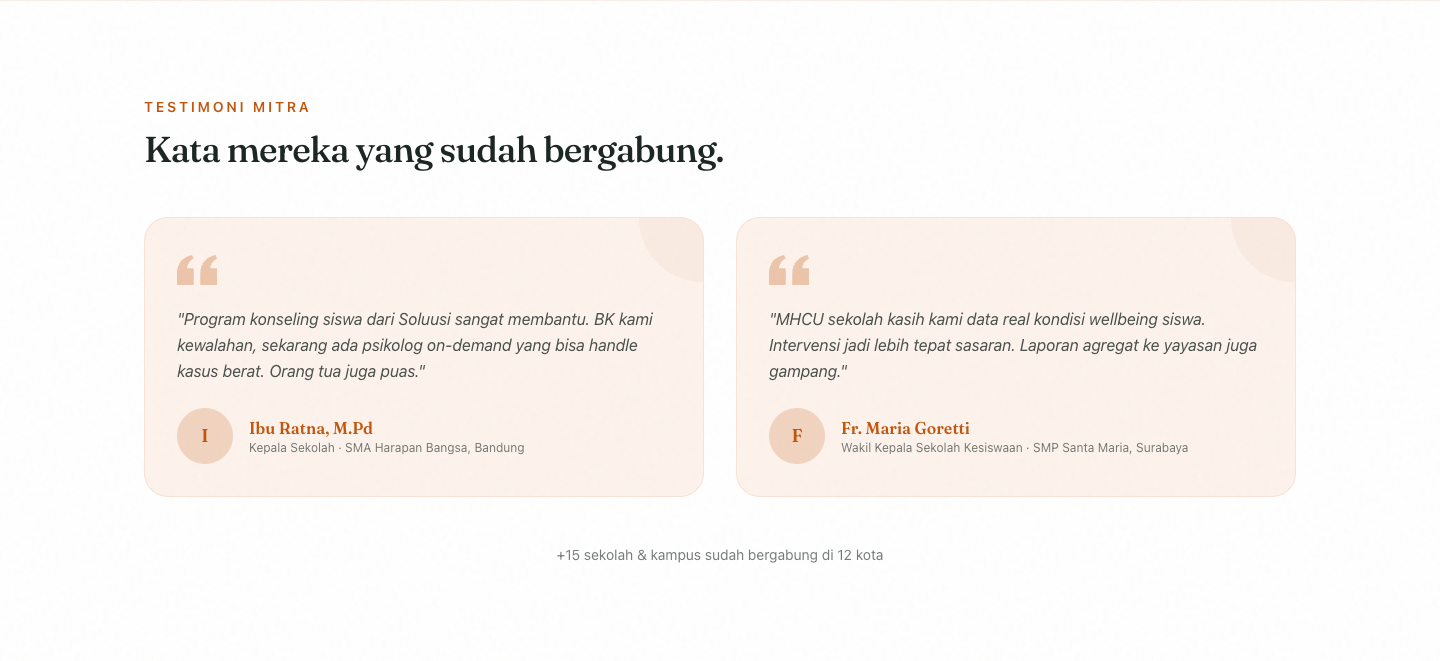 TESTIMONI MITRA
Kata mereka yang sudah bergabung.
"Program konseling siswa dari Soluusi sangat membantu. BK kami
kewalahan, sekarang ada psikolog on-demand yang bisa handle
kasus berat. Orang tua juga puas."
I
Ibu Ratna, M.Pd
Kepala Sekolah · SMA Harapan Bangsa, Bandung
"MHCU sekolah kasih kami data real kondisi wellbeing siswa.
Intervensi jadi lebih tepat sasaran. Laporan agregat ke yayasan juga
gampang."
F
Fr. Maria Goretti
Wakil Kepala Sekolah Kesiswaan · SMP Santa Maria, Surabaya
+15 sekolah & kampus sudah bergabung di 12 kota